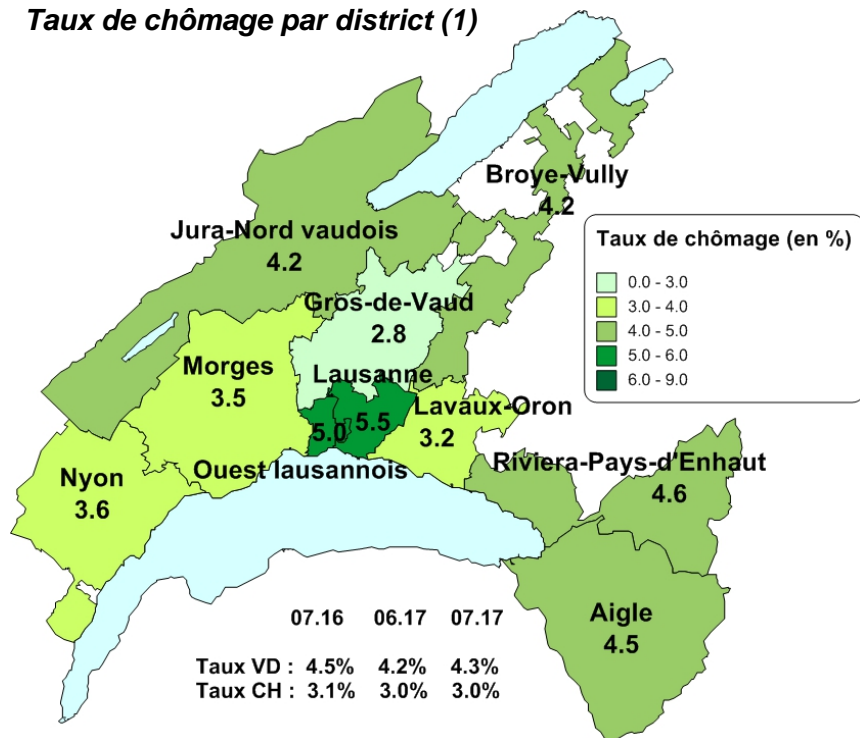 Taux de chômage par district (1)
Broye-Vully
4.2
Jura-Nord vaudois
4.2
Taux de chômage (en %)
0.0 - 3.0
3.0 - 4.0
4.0 - 5.0
5.0 - 6.0
6.0 - 9.0
Gros-de-Vaud
2.8
Morges
3.5
Lausanne
5.5
5.0
Lavaux-Oron
3.2
Ouest lausannois
Riviera-Pays-d'Enhaut
4.6
Nyon
3.6
Aigle
4.5
07.16 06.17 07.17
Taux VD : 4.5% 4.2% 4.3%
Taux CH : 3.1% 3.0% 3.0%